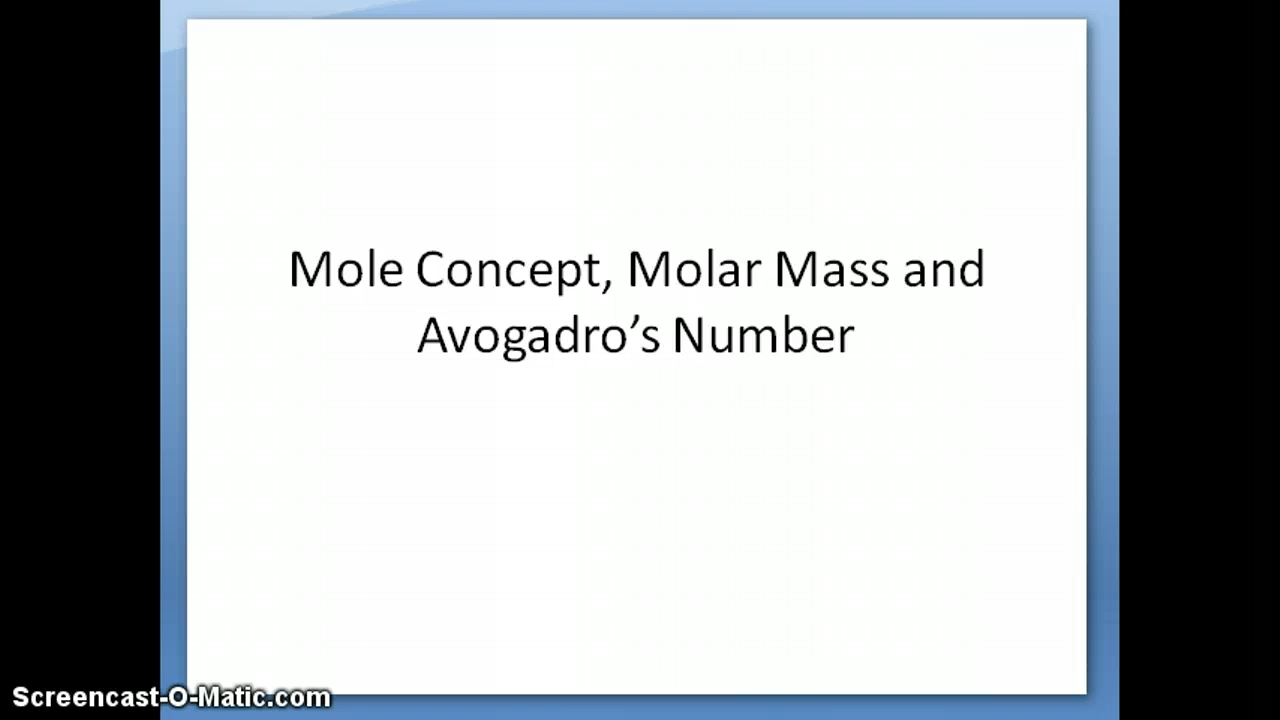 Mole Concept, Molar Mass and
Avogadro’s Number
Screencast-O-Matic.com